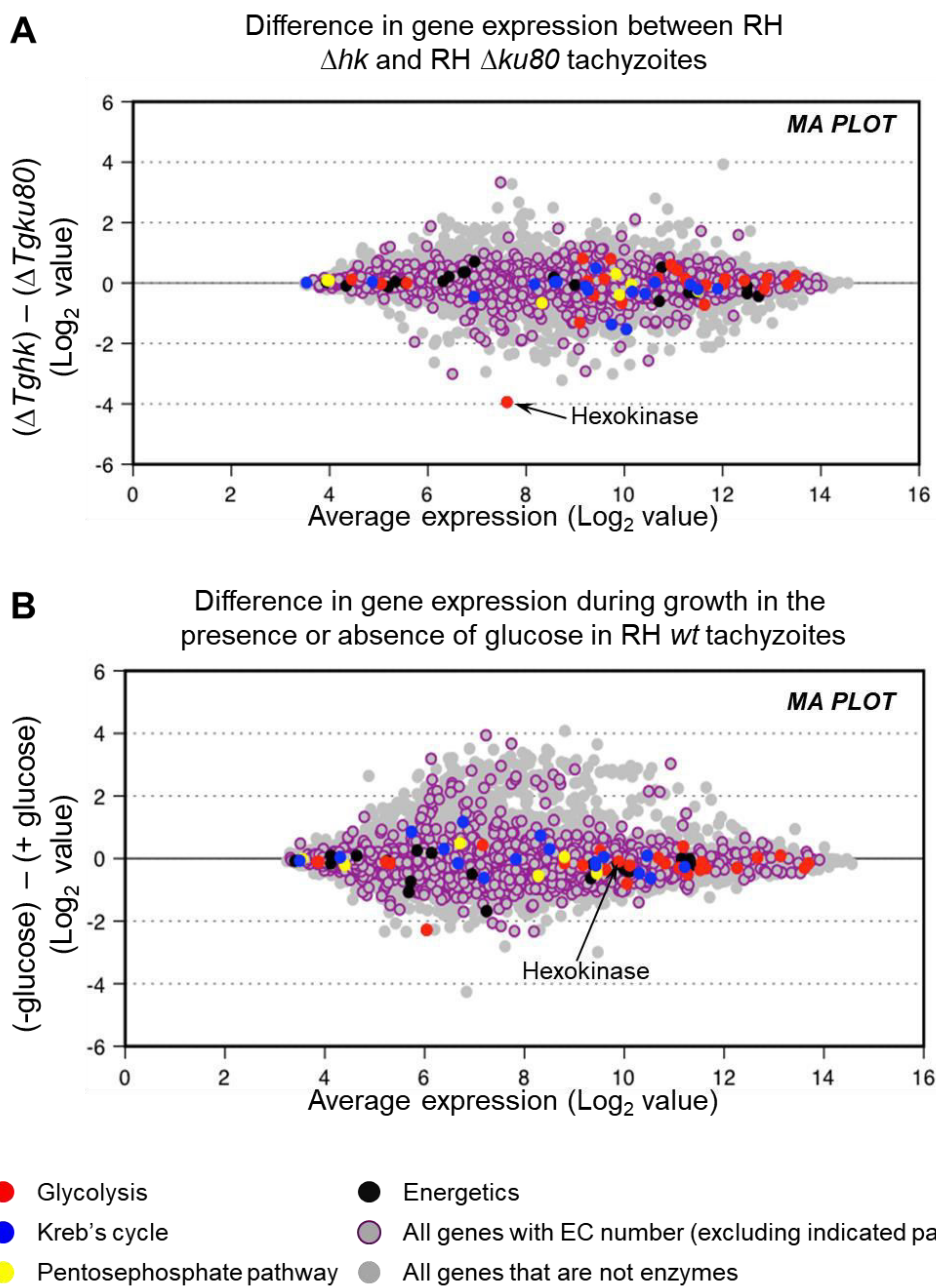 A
Difference in gene expression between RH
Δhk and RH Δku80 tachyzoites
MA PLOT
6
4
2
0
-2
-4
-6
(ΔTghk) – (ΔTgku80)
(Log2 value)
Hexokinase
0 2 4 6 8 10 12 14 16
Average expression (Log2 value)
B
Difference in gene expression during growth in the
presence or absence of glucose in RH wt tachyzoites
MA PLOT
6
4
2
0
-2
-4
-6
(-glucose) – (+ glucose)
(Log2 value)
Hexokinase
0 2 4 6 8 10 12 14 16
Average expression (Log2 value)
Glycolysis
Energetics
Kreb's cycle
All genes with EC number (excluding indicated pa
Pentosephosphate pathway
All genes that are not enzymes